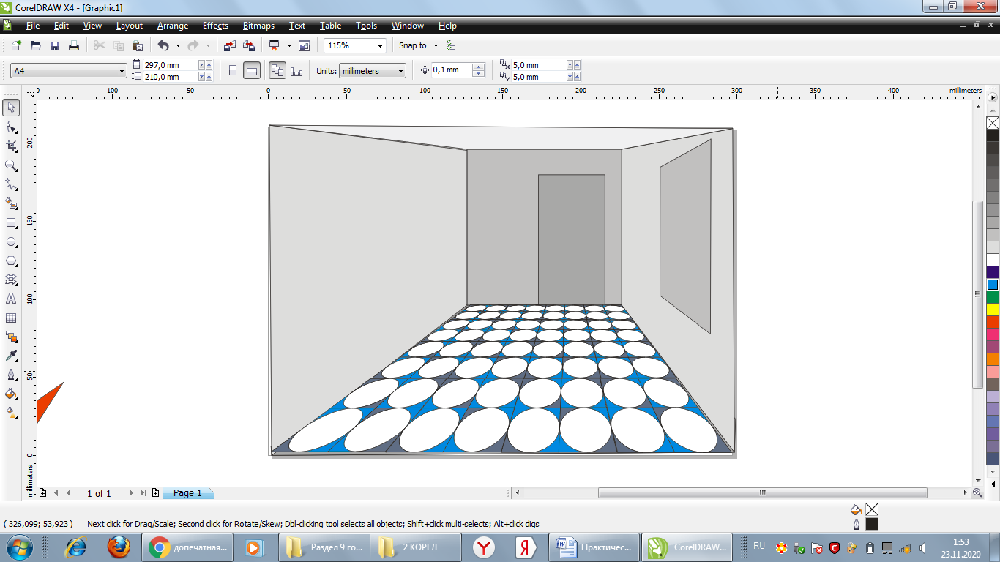 CorelDRAW X4 - [Graphic1]
File Edit View Layout Arrange Effects Bitmaps Text Table Tools Window Help
115% Snap to
A4 297,0 mm 210,0 mm Units: millimeters 0,1 mm 5,0 mm 5,0 mm
100 50 0 50 100 150 200 250 300 350 400 millimeters
200
150
100
50
0
millimeters
1 of 1 Page 1
( 326,099; 53,923 ) Next click for Drag/Scale; Second click for Rotate/Skew; Dbl-clicking tool selects all objects; Shift+click multi-selects; Alt+click digs
допечатная... Раздел 9 го... 2 КОРЕЛ Y Я Практичес... CorelDRAW... RU 1:53
23.11.2020